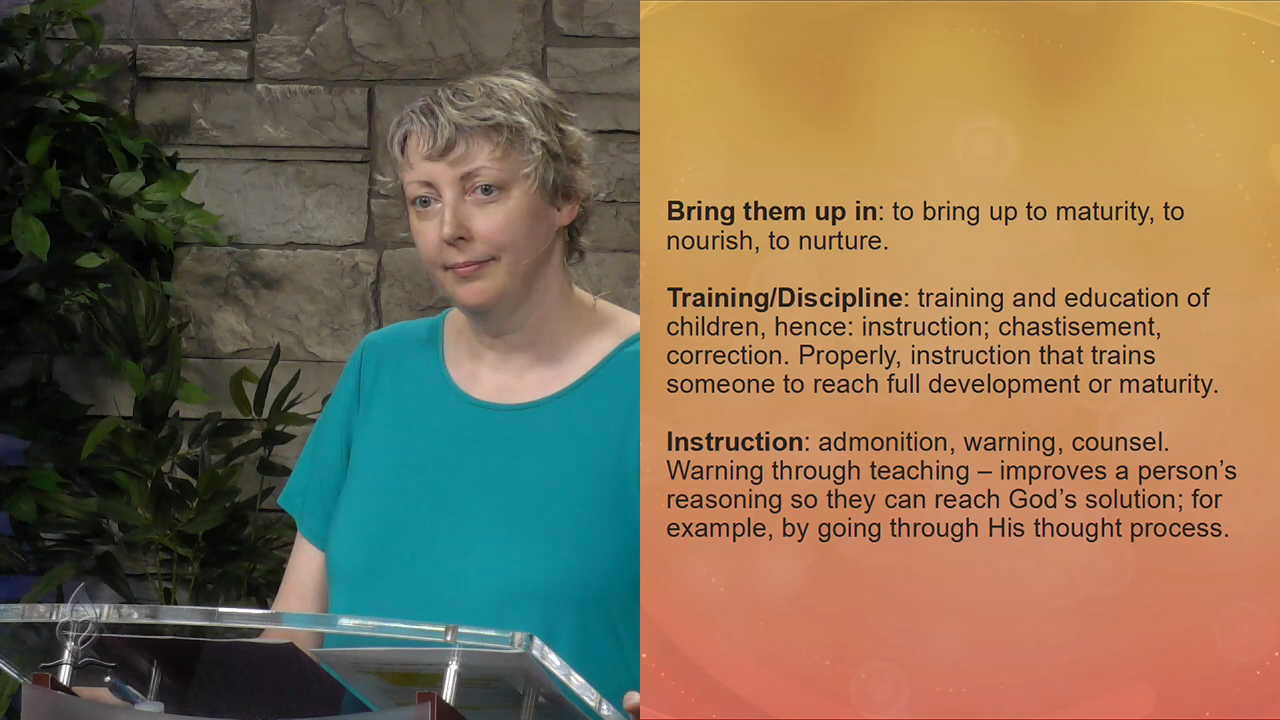 Bring them up in: to bring up to maturity, to
nourish, to nurture.
Training/Discipline: training and education of
children, hence: instruction; chastisement,
correction. Properly, instruction that trains
someone to reach full development or maturity.
Instruction: admonition, warning, counsel.
Warning through teaching – improves a person’s
reasoning so they can reach God’s solution; for
example, by going through His thought process.